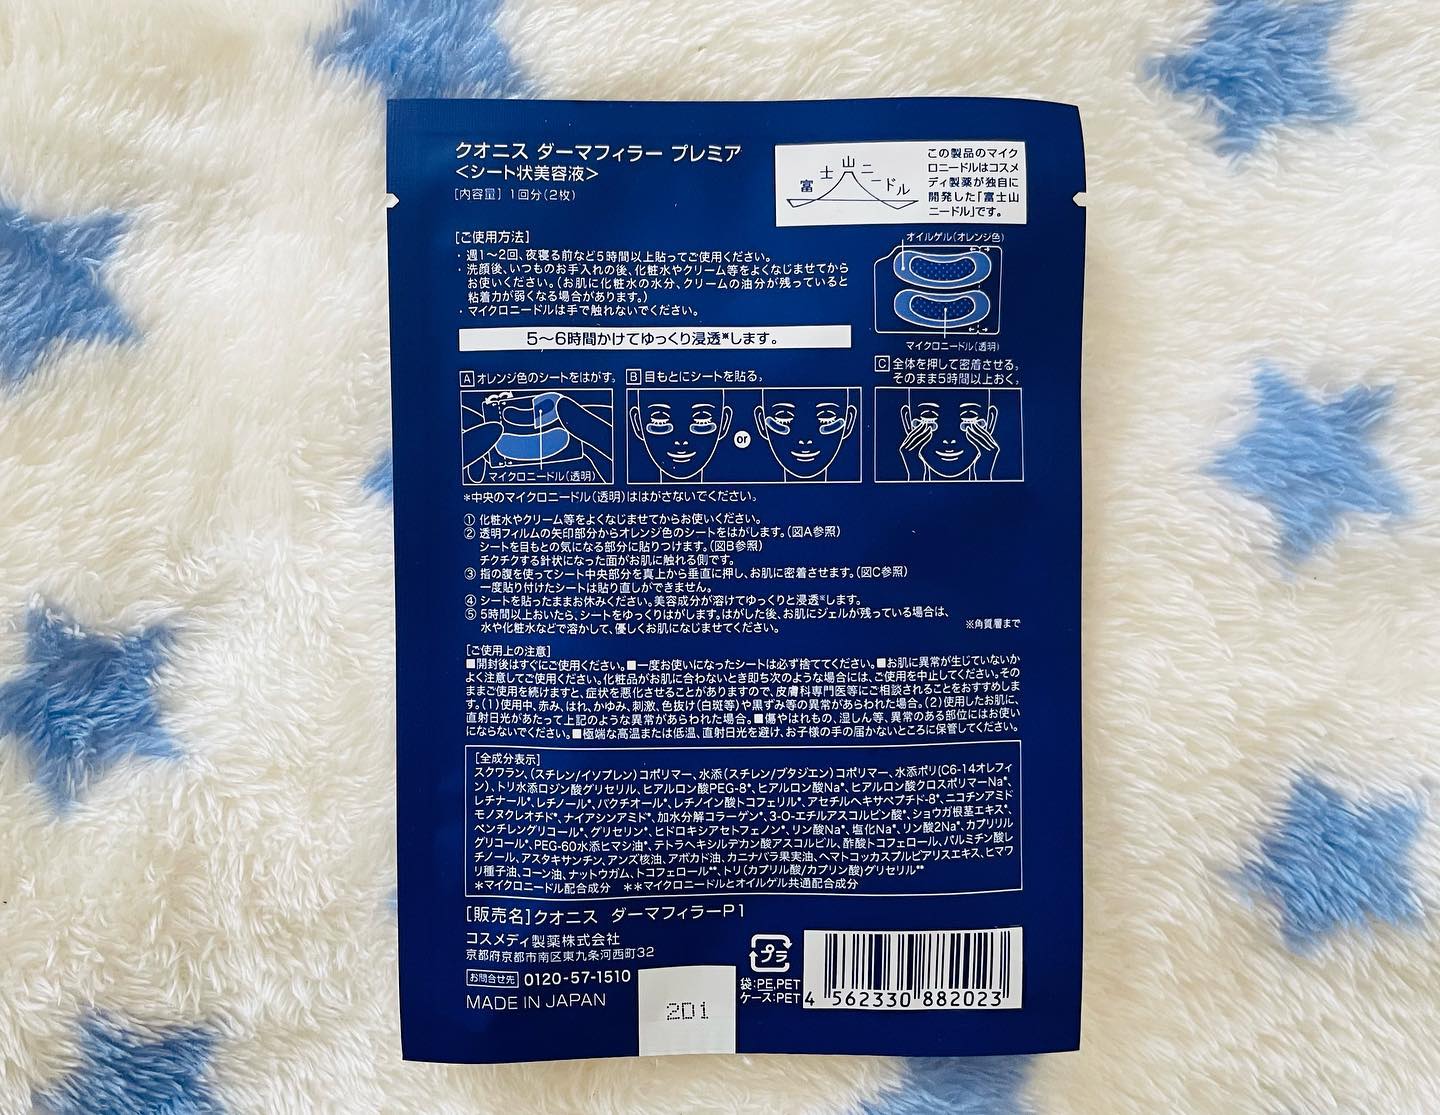 クオニス ダーマフィラー プレミア
<シート状美容液>
[内容量] 1回分(2枚)
富士山ニードル
この製品のマイク
ロニードルはコスメ
ディ製薬が独自に
開発した「富士山
ニードル」です。
[ご使用方法]
・週1〜2回、夜寝る前など5時間以上貼ってご使用ください。
・洗顔後、いつものお手入れの後、化粧水やクリーム等をよくなじませてから
お使いください。(お肌に化粧水の水分、クリームの油分が残っていると
粘着力が弱くなる場合があります。)
・マイクロニードルは手で触れないでください。
オイルゲル(オレンジ色)
マイクロニードル(透明)
5〜6時間かけてゆっくり浸透※します。
A オレンジ色のシートをはがす。
マイクロニードル(透明)
B 目もとにシートを貼る。
or
C 全体を押して密着させる。
そのまま5時間以上おく。
*中央のマイクロニードル(透明)ははがさないでください。
① 化粧水やクリーム等をよくなじませてからお使いください。
② 透明フィルムの矢印部分からオレンジ色のシートをはがします。(図A参照)
シートを目もとの気になる部分に貼りつけます。(図B参照)
チクチクする針状になった面がお肌に触れる側です。
③ 指の腹を使ってシート中央部分を真上から垂直に押し、お肌に密着させます。(図C参照)
一度貼り付けたシートは貼り直しができません。
④ シートを貼ったままお休みください。美容成分が溶けてゆっくりと浸透※します。
⑤ 5時間以上おいたら、シートをゆっくりはがします。はがした後、お肌にジェルが残っている場合は、
水や化粧水などで溶かして、優しくお肌になじませてください。
※角質層まで
[ご使用上の注意]
■開封後はすぐにご使用ください。■一度お使いになったシートは必ず捨ててください。■お肌に異常が生じていないか
よく注意してご使用ください。化粧品がお肌に合わないとき即ち次のような場合には、ご使用を中止してください。その
ままご使用を続けますと、症状を悪化させることがありますので、皮膚科専門医等にご相談されることをおすすめしま
す。(1)使用中、赤み、はれ、かゆみ、刺激、色抜け(白斑等)や黒ずみ等の異常があらわれた場合。(2)使用したお肌に、
直射日光があたって上記のような異常があらわれた場合。■傷やはれもの、湿しん等、異常のある部位にはお使い
にならないでください。■極端な高温または低温、直射日光を避け、お子様の手の届かないところに保管してください。
[全成分表示]
スクワラン、(スチレン/イソプレン)コポリマー、水添(スチレン/ブタジエン)コポリマー、水添ポリ(C6-14オレフィ
ン)、トリ水添ロジン酸グリセリル、ヒアルロン酸PEG-8*、ヒアルロン酸Na*、ヒアルロン酸クロスポリマーNa*、
レチナール*、レチノール*、バクチオール*、レチノイン酸トコフェリル*、アセチルヘキサペプチド-8*、ニコチンアミド
モノヌクレオチド*、ナイアシンアミド*、加水分解コラーゲン*、3-O-エチルアスコルビン酸*、ショウガ根茎エキス*、
ペンチレングリコール*、グリセリン*、ヒドロキシアセトフェノン*、リン酸Na*、塩化Na*、リン酸2Na*、カプリリル
グリコール*、PEG-60水添ヒマシ油*、テトラヘキシルデカン酸アスコルビル、酢酸トコフェロール、パルミチン酸レ
チノール、アスタキサンチン、アンズ核油、アボカド油、カニナバラ果実油、ヘマトコッカスプルビアリスエキス、ヒマワ
リ種子油、コーン油、ナットウガム、トコフェロール**、トリ(カプリル酸/カプリン酸)グリセリル**
*マイクロニードル配合成分 **マイクロニードルとオイルゲル共通配合成分
[販売名]クオニス ダーマフィラーP1
コスメディ製薬株式会社
京都府京都市南区東九条河西町32
お問合せ先 0120-57-1510
MADE IN JAPAN
2D1
プラ
袋:PE,PET
ケース:PET
4 562330 882023